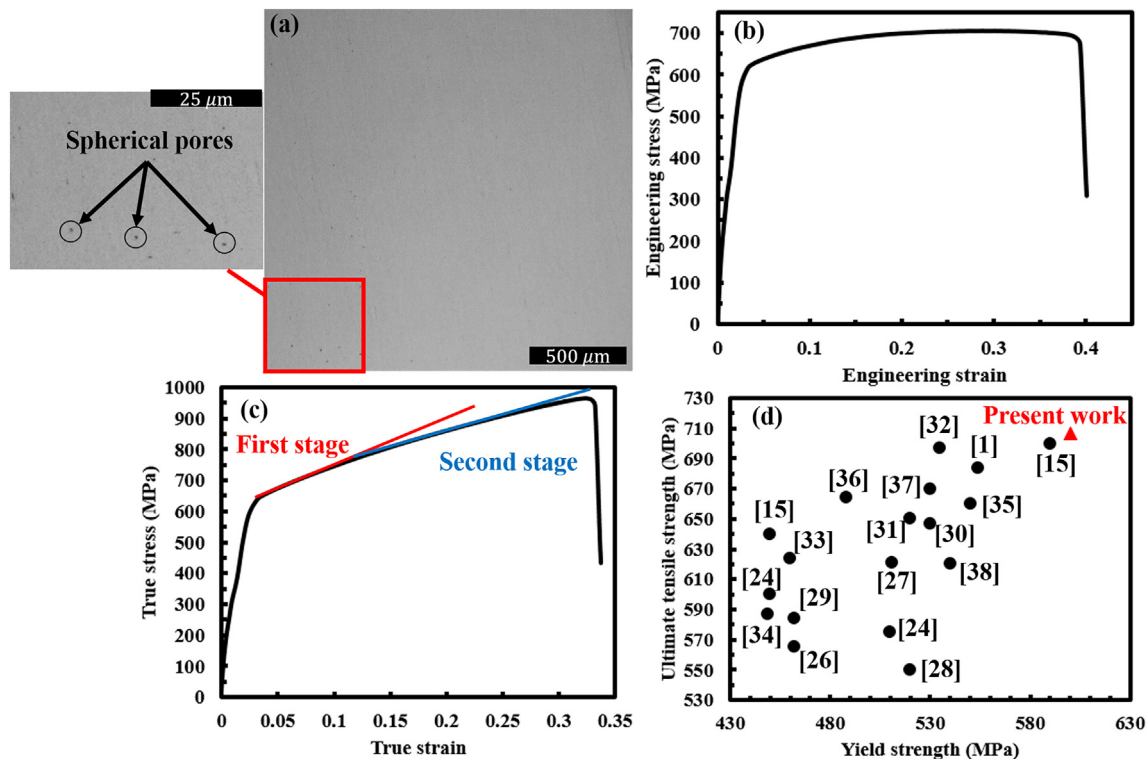 (a)
25 μm
Spherical pores
500 μm
(b)
Engineering stress (MPa)
700
600
500
400
300
200
100
0
0 0.1 0.2 0.3 0.4
Engineering strain
(c)
True stress (MPa)
1000
900
800
700
600
500
400
300
200
100
0
First stage
Second stage
0 0.05 0.1 0.15 0.2 0.25 0.3 0.35
True strain
(d)
Ultimate tensile strength (MPa)
730
710
690
670
650
630
610
590
570
550
530
Present work
[32]
[1]
[15]
[36]
[37]
[35]
[15]
[31]
[30]
[33]
[27]
[38]
[24]
[29]
[34]
[24]
[26]
[28]
430 480 530 580 630
Yield strength (MPa)